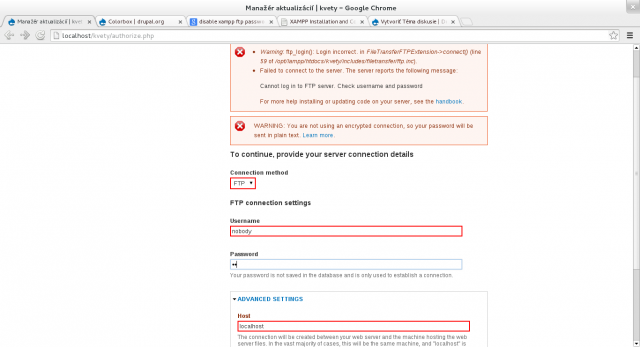 Manažér aktualizácií | kvety ~ Google Chrome
Manažér aktualizácií | kvet
Colorbox | drupal.org
disable xampp ftp passwo
XAMPP Installation and Co
Vytvoriť Téma diskusie | D
localhost/kvety/authorize.php
Warning: ftp_login(): Login incorrect. in FileTransferFTPExtension->connect() (line
59 of /opt/lampp/htdocs/kvety/includes/filetransfer/ftp.inc).
Failed to connect to the server. The server reports the following message:
Cannot log in to FTP server. Check username and password
For more help installing or updating code on your server, see the handbook.
WARNING: You are not using an encrypted connection, so your password will be
sent in plain text. Learn more.
To continue, provide your server connection details
Connection method
FTP
FTP connection settings
Username
nobody
Password
Your password is not saved in the database and is only used to establish a connection.
ADVANCED SETTINGS
Host
localhost
The connection will be created between your web server and the machine hosting the web
server files. In the vast majority of cases, this will be the same machine, and "localhost" is